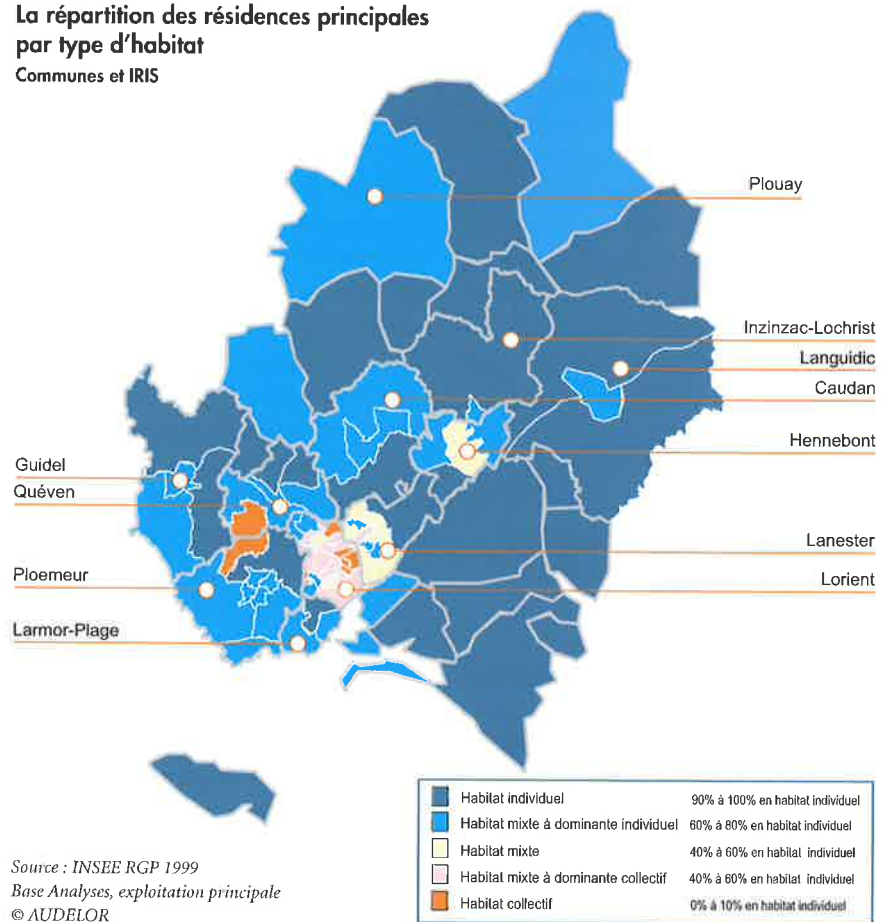 La répartition des résidences principales
par type d'habitat
Communes et IRIS
Plouay
Inzinzac-Lochrist
Languidic
Caudan
Hennebont
Guidel
Quéven
Lanester
Ploemeur
Lorient
Larmor-Plage
Habitat individuel 90% à 100% en habitat individuel
Habitat mixte à dominante individuel 60% à 80% en habitat individuel
Habitat mixte 40% à 60% en habitat individuel
Habitat mixte à dominante collectif 40% à 60% en habitat individuel
Habitat collectif 0% à 10% en habitat individuel
Source : INSEE RGP 1999
Base Analyses, exploitation principale
© AUDELOR